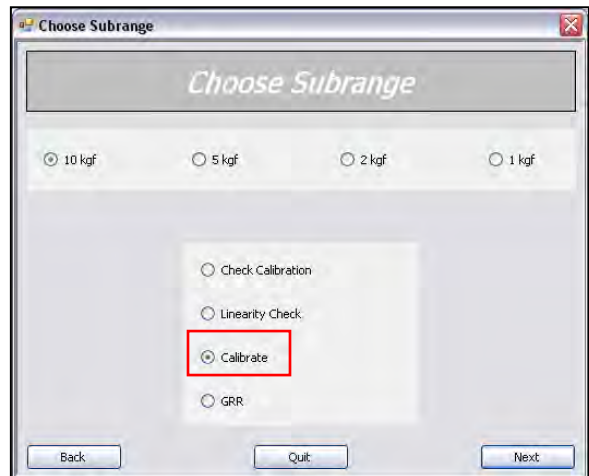 Choose Subrange
Choose Subrange
10 kgf 5 kgf 2 kgf 1 kgf
Check Calibration
Linearity Check
Calibrate
GRR
Back Quit Next